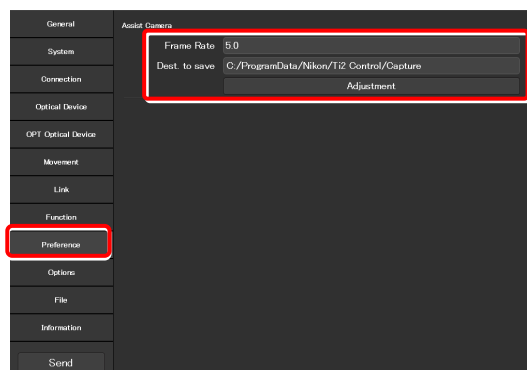 General
System
Connection
Optical Device
OPT Optical Device
Movement
Link
Function
Preference
Options
File
Information
Send
Assist Camera
Frame Rate 5.0
Dest. to save C:/ProgramData/Nikon/Ti2 Control/Capture
Adjustment